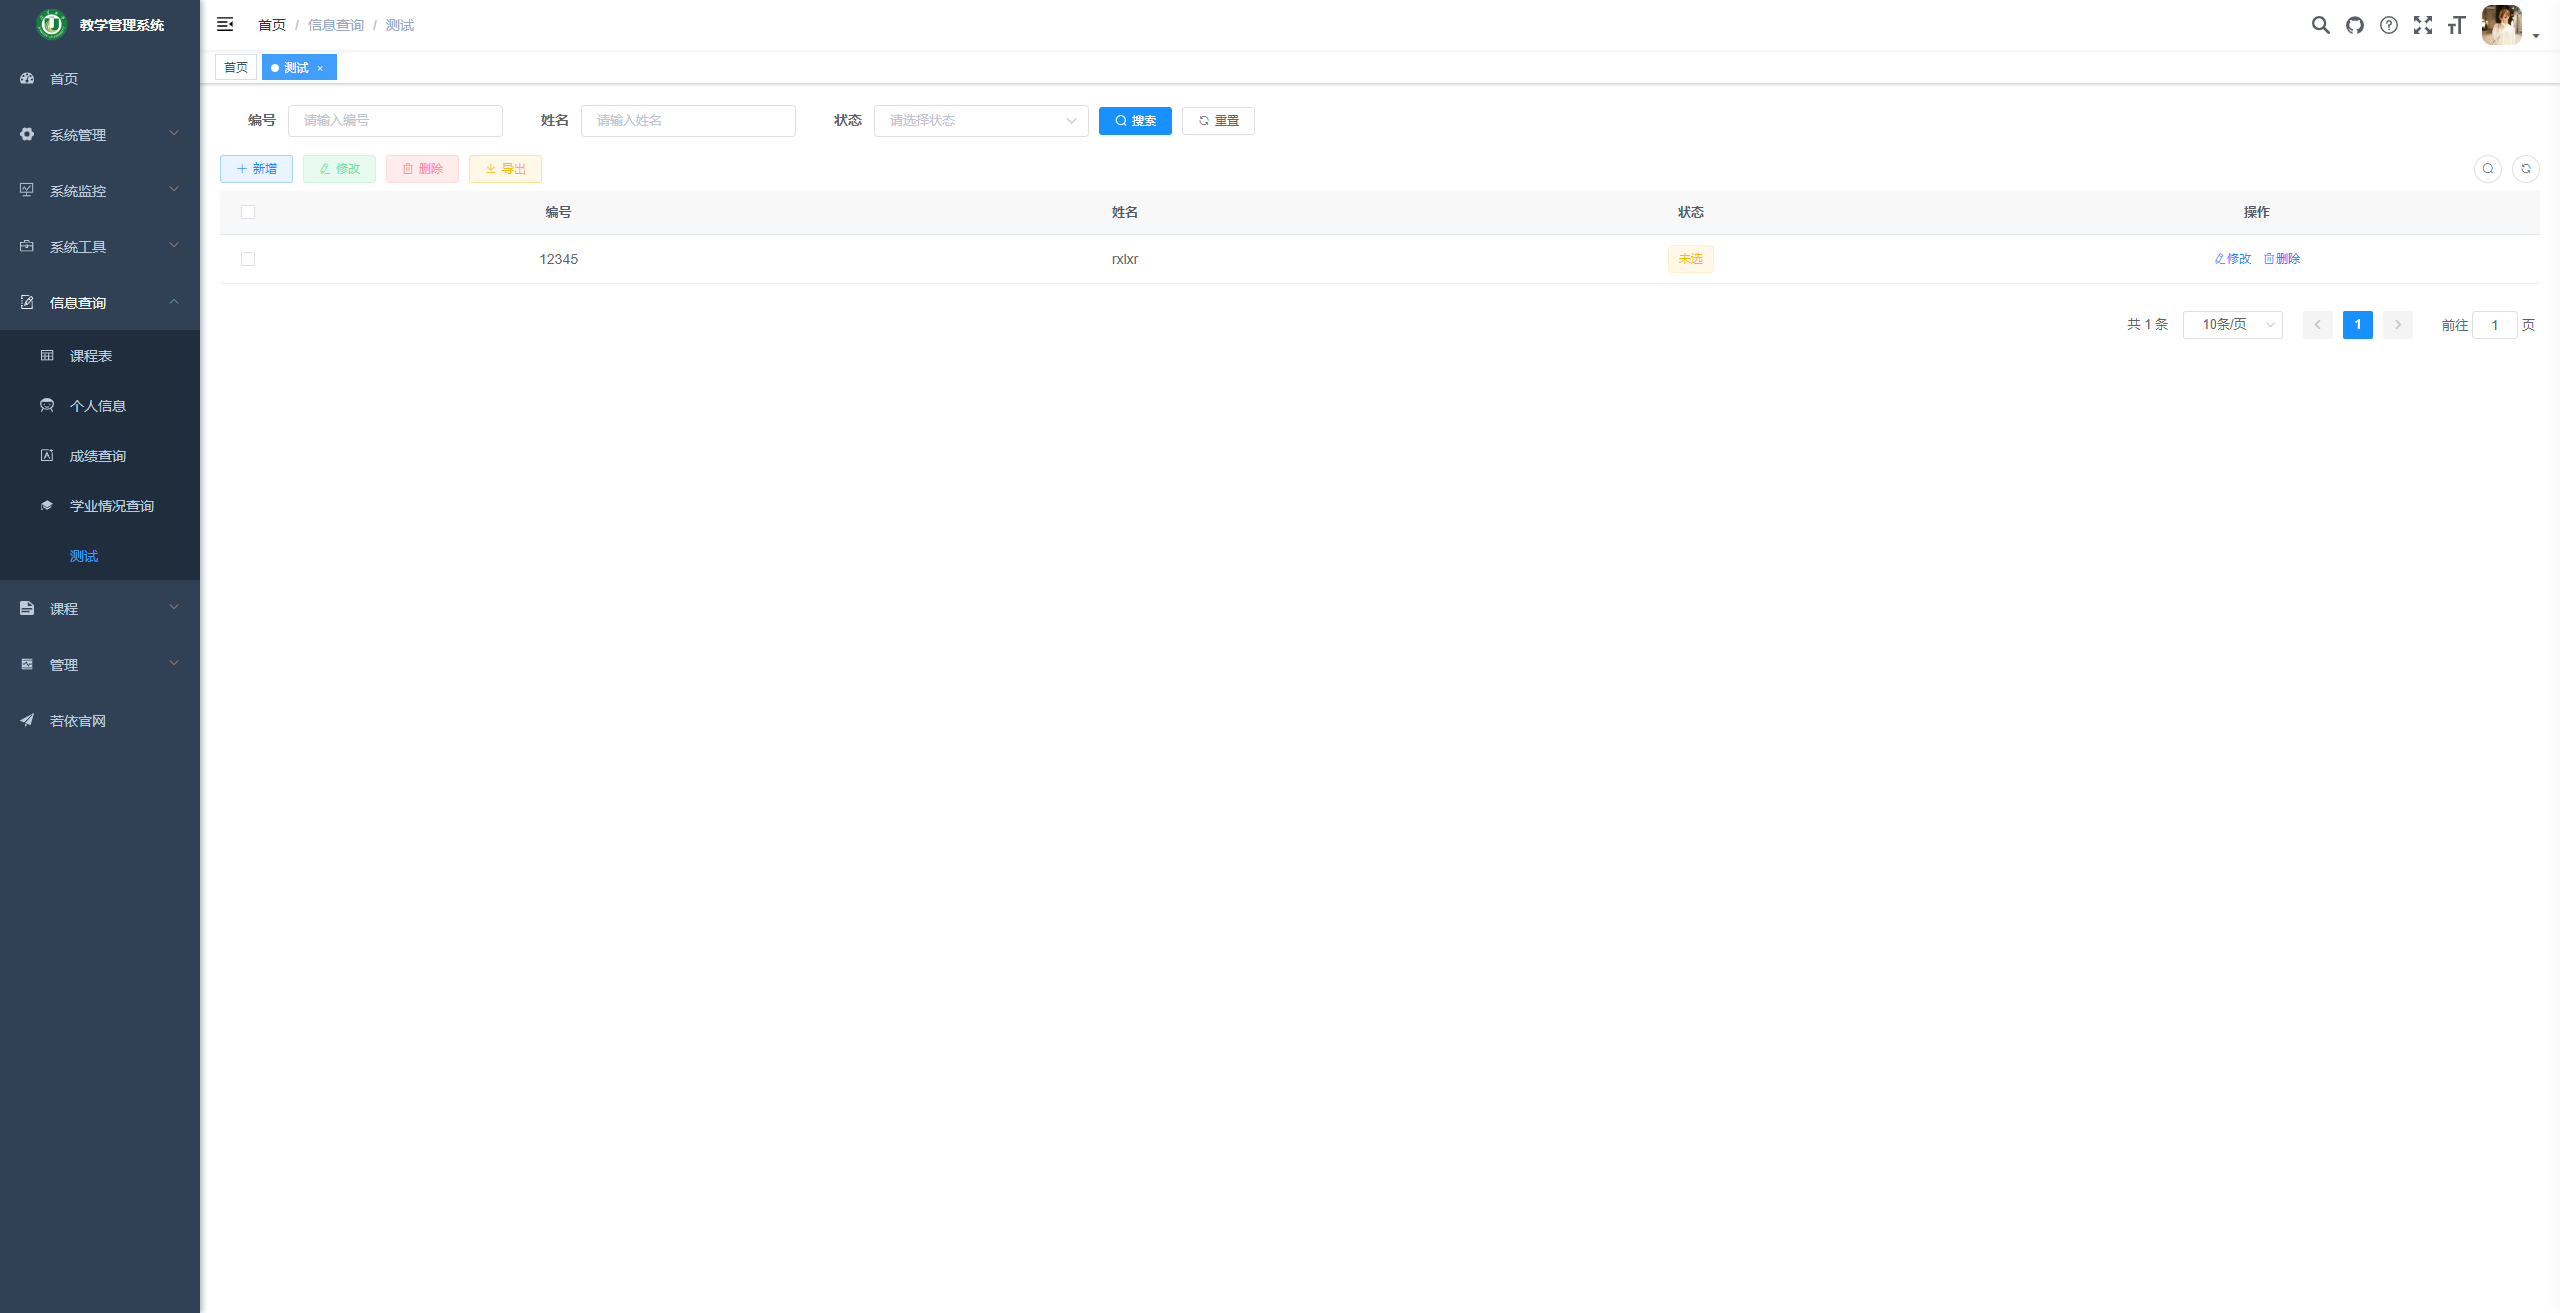 教学管理系统
首页
系统管理
系统监控
系统工具
信息查询
课程表
个人信息
成绩查询
学业情况查询
测试
课程
管理
若依官网
首页 / 信息查询 / 测试
首页 测试 ×
编号 请输入编号 姓名 请输入姓名 状态 请选择状态 搜索 重置
新增 修改 删除 导出
编号 姓名 状态 操作
12345 rxlxr 未选 修改 删除
共 1 条 10条/页 1 前往 1 页